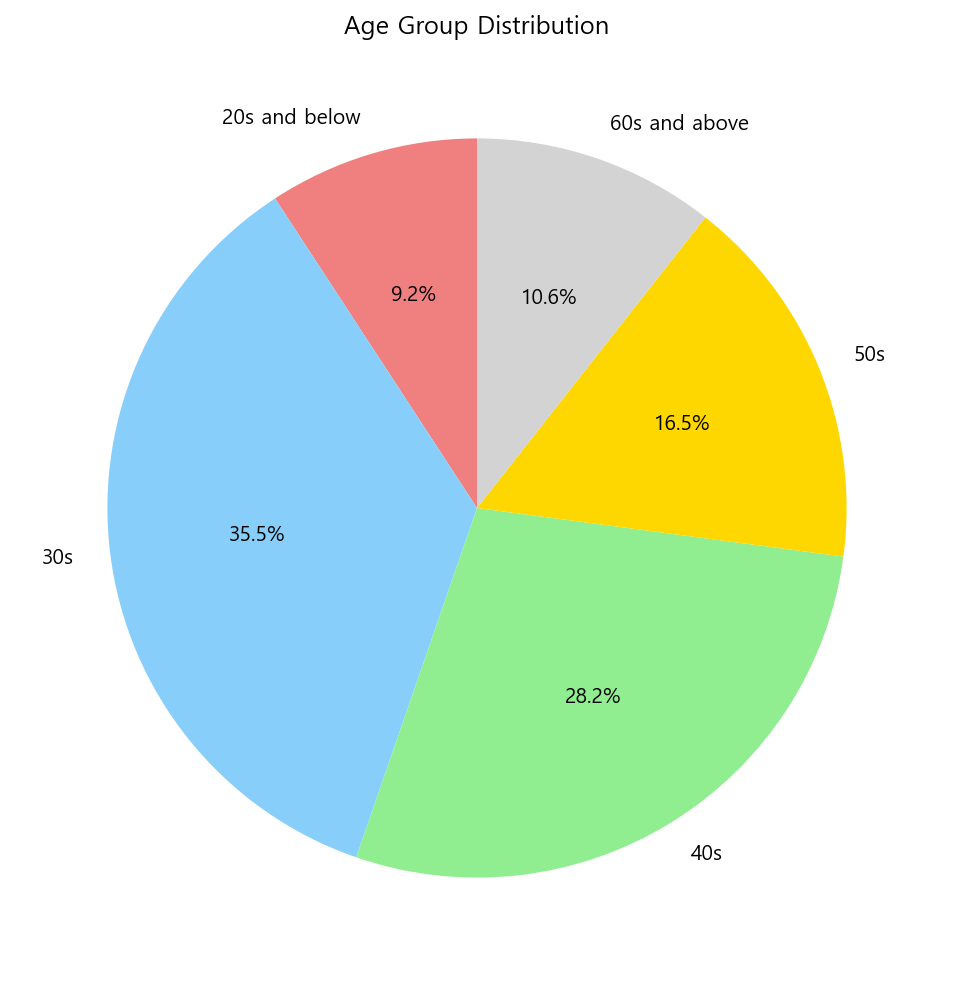 Age Group Distribution
20s and below
60s and above
9.2%
10.6%
50s
16.5%
35.5%
30s
28.2%
40s